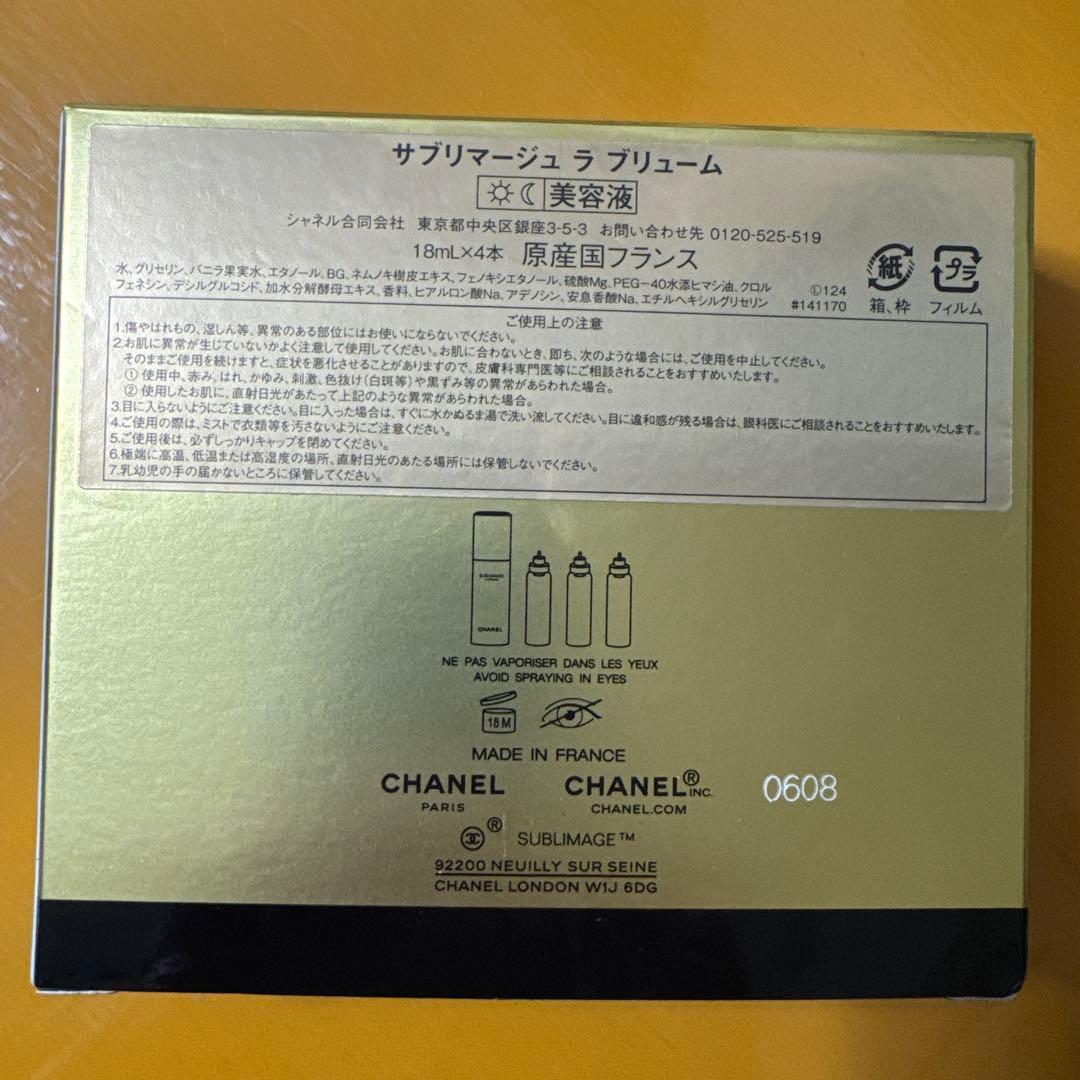 サブリマージュ ラ ブリューム
美容液
シャネル合同会社 東京都中央区銀座3-5-3 お問い合わせ先 0120-525-519
18mL×4本 原産国フランス
水、グリセリン、バニラ果実水、エタノール、BG、ネムノキ樹皮エキス、フェノキシエタノール、硫酸Mg、PEG-40水添ヒマシ油、クロル
フェネシン、デシルグルコシド、加水分解酵母エキス、香料、ヒアルロン酸Na、アデノシン、安息香酸Na、エチルヘキシルグリセリン
Ⓛ124
#141170
紙
箱、枠
プラ
フィルム
ご使用上の注意
1.傷やはれもの、湿しん等、異常のある部位にはお使いにならないでください。
2.お肌に異常が生じていないかよく注意して使用してください。お肌に合わないとき、即ち、次のような場合には、ご使用を中止してください。
そのままご使用を続けますと、症状を悪化させることがありますので、皮膚科専門医等にご相談されることをおすすめいたします。
① 使用中、赤み、はれ、かゆみ、刺激、色抜け(白斑等)や黒ずみ等の異常があらわれた場合。
② 使用したお肌に、直射日光があたって上記のような異常があらわれた場合。
3.目に入らないようにご注意ください。目に入った場合は、すぐに水かぬるま湯で洗い流してください。目に違和感が残る場合は、眼科医にご相談されることをおすすめいたします。
4.ご使用の際は、ミストで衣類等を汚さないようにご注意ください。
5.ご使用後は、必ずしっかりキャップを閉めてください。
6.極端に高温、低温または高湿度の場所、直射日光のあたる場所には保管しないでください。
7.乳幼児の手の届かないところに保管してください。
SUBLIMAGE
CHANEL
NE PAS VAPORISER DANS LES YEUX
AVOID SPRAYING IN EYES
18 M
MADE IN FRANCE
CHANEL
PARIS
CHANEL® INC.
CHANEL.COM
0608
® SUBLIMAGE™
92200 NEUILLY SUR SEINE
CHANEL LONDON W1J 6DG